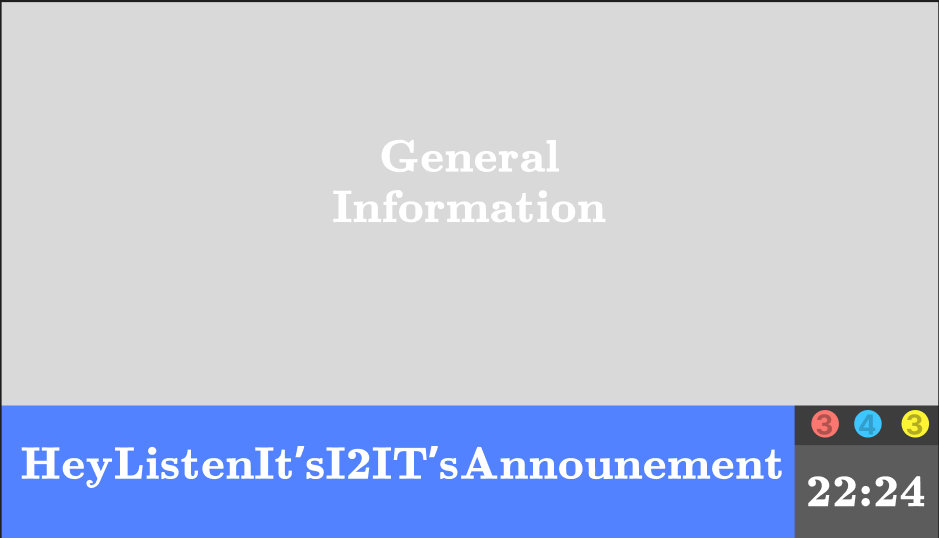 General
Information
HeyListenIt'sI2IT'sAnnounement
3 4 3
22:24